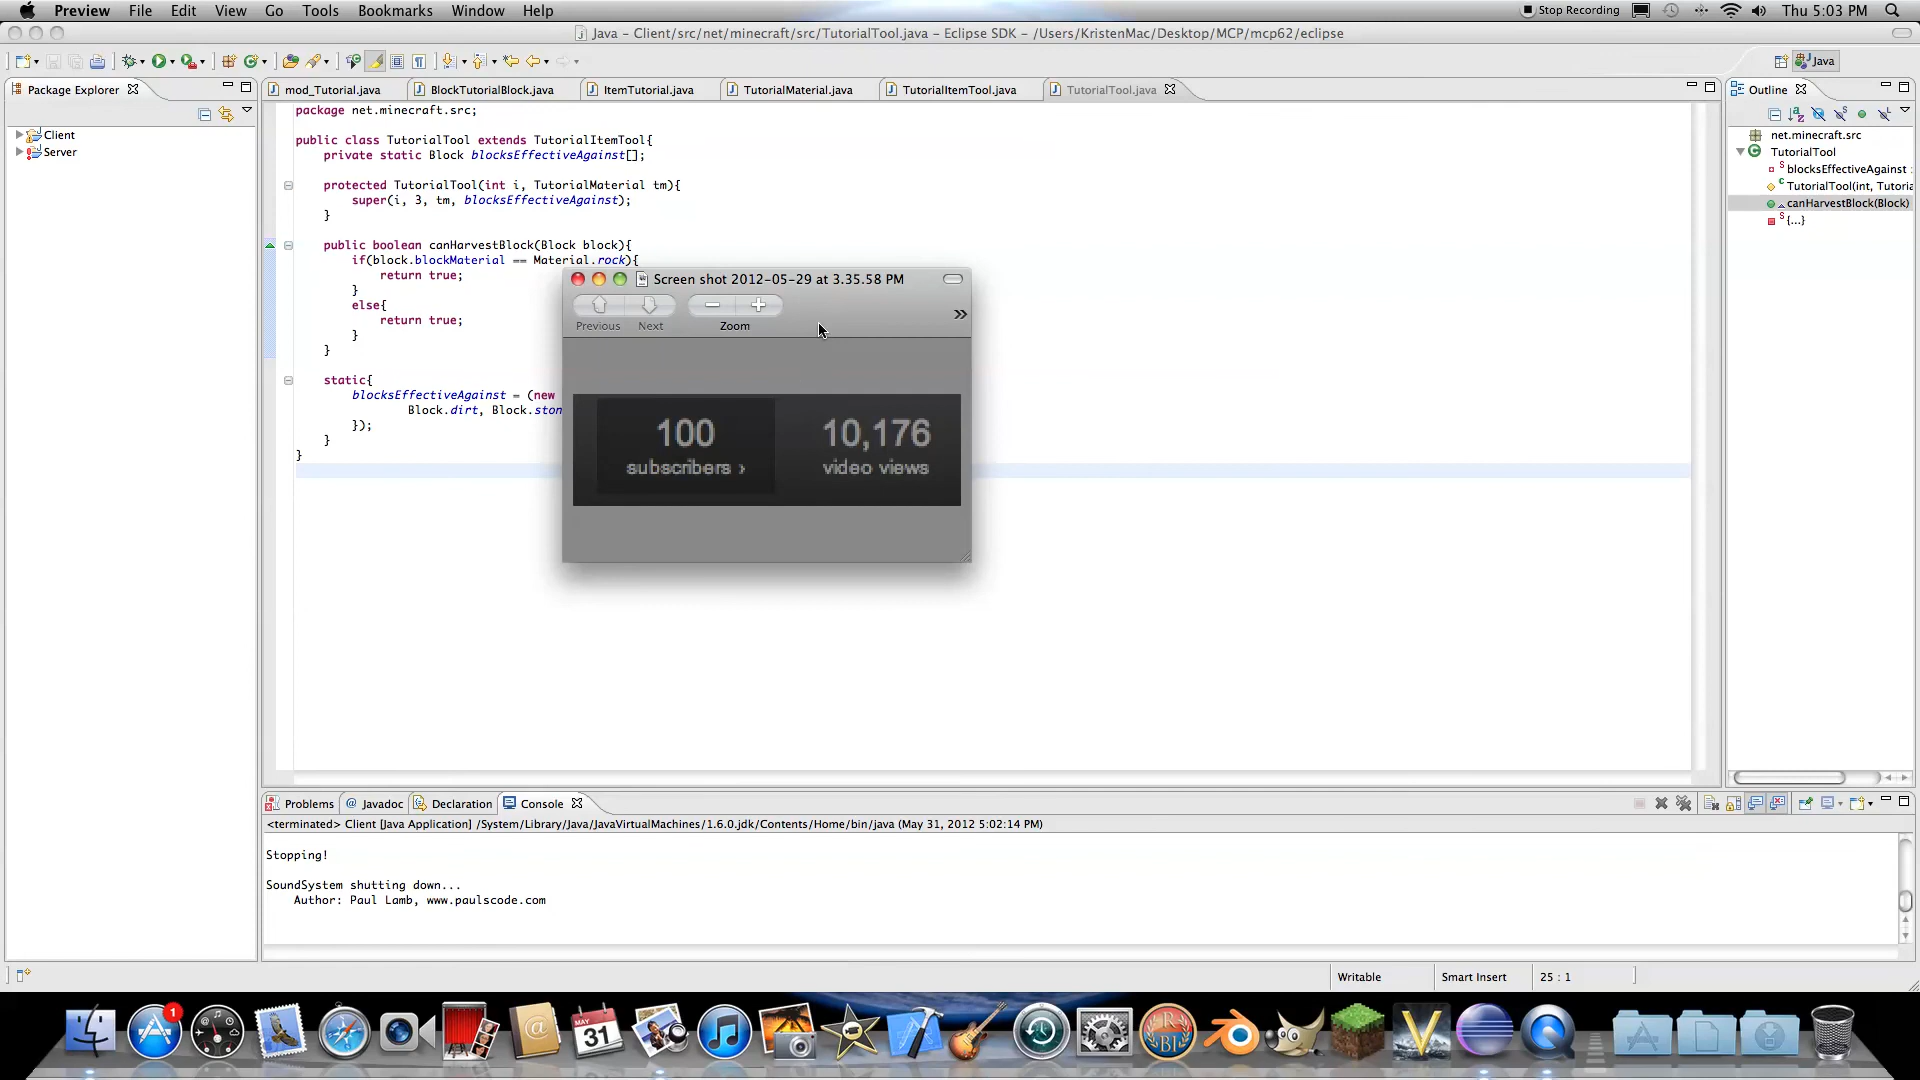 Preview File Edit View Go Tools Bookmarks Window Help
Stop Recording
Thu 5:03 PM
Java - Client/src/net/minecraft/src/TutorialTool.java - Eclipse SDK - /Users/KristenMac/Desktop/MCP/mcp62/eclipse
Java
Package Explorer
mod_Tutorial.java
BlockTutorialBlock.java
ItemTutorial.java
TutorialMaterial.java
TutorialItemTool.java
TutorialTool.java
Outline
Client
Server
package net.minecraft.src;
public class TutorialTool extends TutorialItemTool{
private static Block blocksEffectiveAgainst[];
protected TutorialTool(int i, TutorialMaterial tm){
super(i, 3, tm, blocksEffectiveAgainst);
}
public boolean canHarvestBlock(Block block){
if(block.blockMaterial == Material.rock){
return true;
}
else{
return true;
}
}
static{
blocksEffectiveAgainst = (new
Block.dirt, Block.ston
});
}
}
Screen shot 2012-05-29 at 3.35.58 PM
Previous Next Zoom
100
subscribers ›
10,176
video views
net.minecraft.src
TutorialTool
blocksEffectiveAgainst :
TutorialTool(int, Tutoria
canHarvestBlock(Block)
{...}
Problems
Javadoc
Declaration
Console
<terminated> Client [Java Application] /System/Library/Java/JavaVirtualMachines/1.6.0.jdk/Contents/Home/bin/java (May 31, 2012 5:02:14 PM)
Stopping!
SoundSystem shutting down...
Author: Paul Lamb, www.paulscode.com
Writable
Smart Insert
25 : 1
1
MAY
31